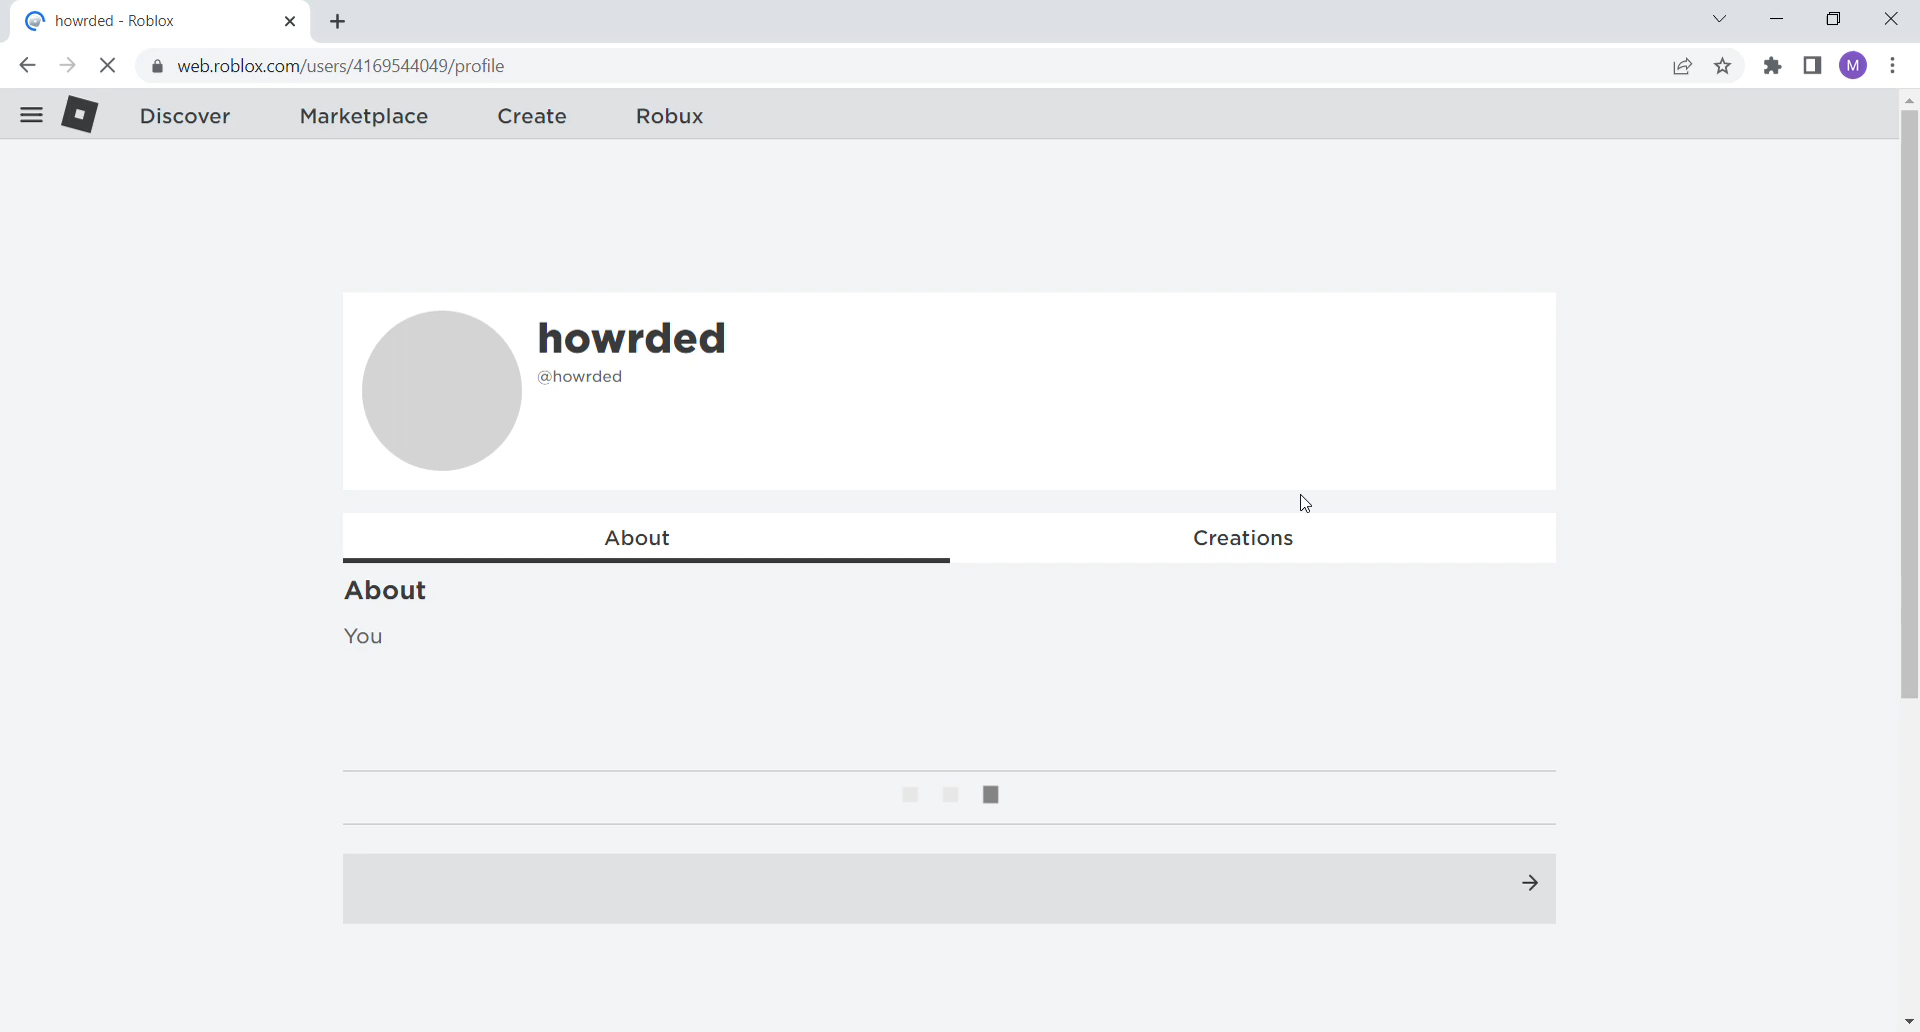 howrded - Roblox
web.roblox.com/users/4169544049/profile
M
Discover Marketplace Create Robux
howrded
@howrded
About Creations
About
You